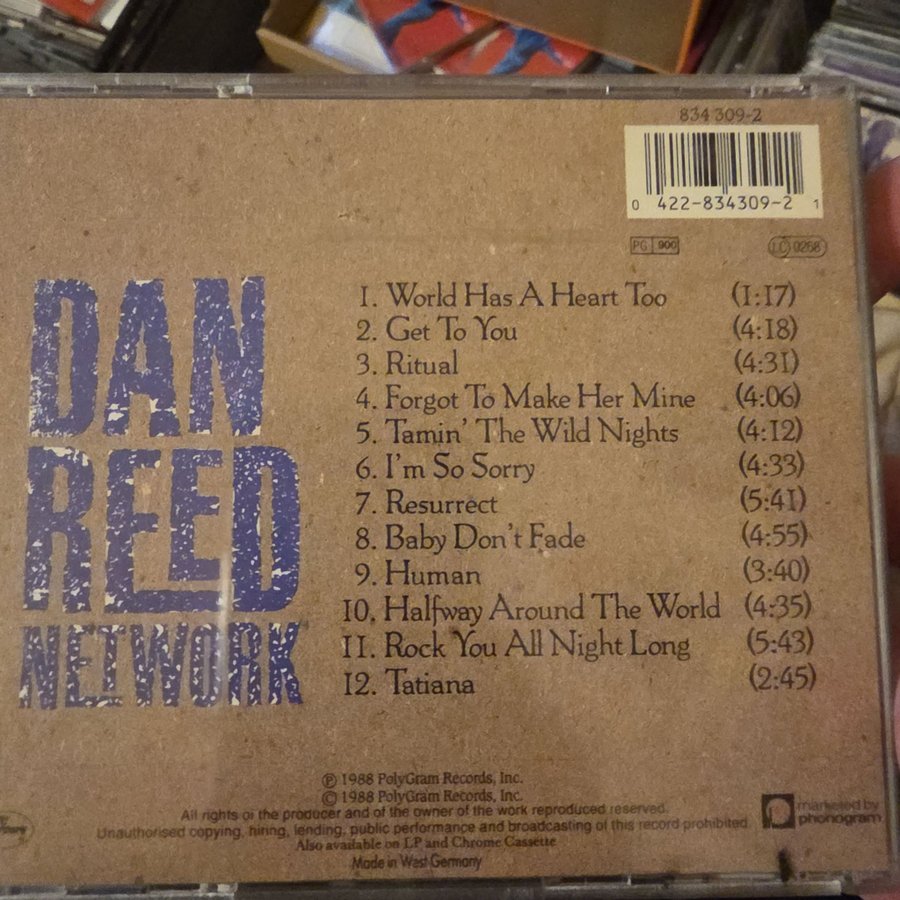 834 309-2
0 422-834309-2 1
PG 900
LC 0268
DAN
REED
NETWORK
1. World Has A Heart Too (1:17)
2. Get To You (4:18)
3. Ritual (4:31)
4. Forgot To Make Her Mine (4:06)
5. Tamin' The Wild Nights (4:12)
6. I'm So Sorry (4:33)
7. Resurrect (5:41)
8. Baby Don't Fade (4:55)
9. Human (3:40)
10. Halfway Around The World (4:35)
11. Rock You All Night Long (5:43)
12. Tatiana (2:45)
℗ 1988 PolyGram Records, Inc.
© 1988 PolyGram Records, Inc.
All rights of the producer and of the owner of the work reproduced reserved.
Unauthorised copying, hiring, lending, public performance and broadcasting of this record prohibited.
Also available on LP and Chrome Cassette
Made in West Germany
marketed by
phonogram